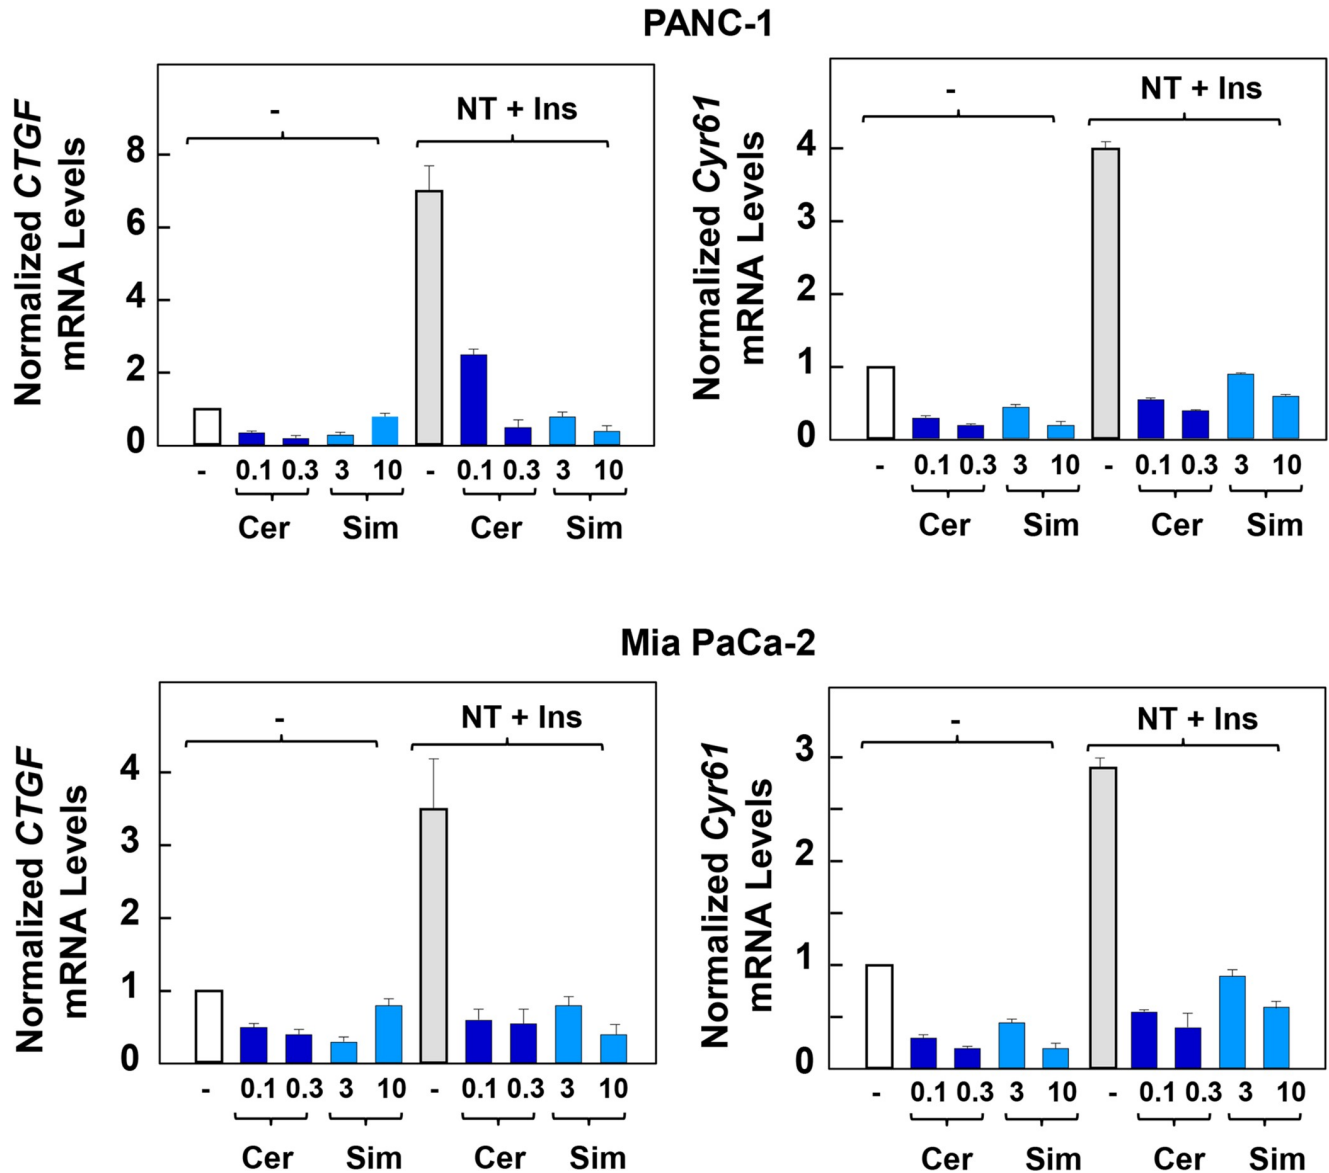 PANC-1
Normalized CTGF
mRNA Levels
8
6
4
2
0
-
NT + Ins
- 0.1 0.3 3 10 - 0.1 0.3 3 10
Cer Sim Cer Sim
Normalized Cyr61
mRNA Levels
4
3
2
1
0
-
NT + Ins
- 0.1 0.3 3 10 - 0.1 0.3 3 10
Cer Sim Cer Sim
Mia PaCa-2
Normalized CTGF
mRNA Levels
4
3
2
1
0
-
NT + Ins
- 0.1 0.3 3 10 - 0.1 0.3 3 10
Cer Sim Cer Sim
Normalized Cyr61
mRNA Levels
3
2
1
0
-
NT + Ins
- 0.1 0.3 3 10 - 0.1 0.3 3 10
Cer Sim Cer Sim